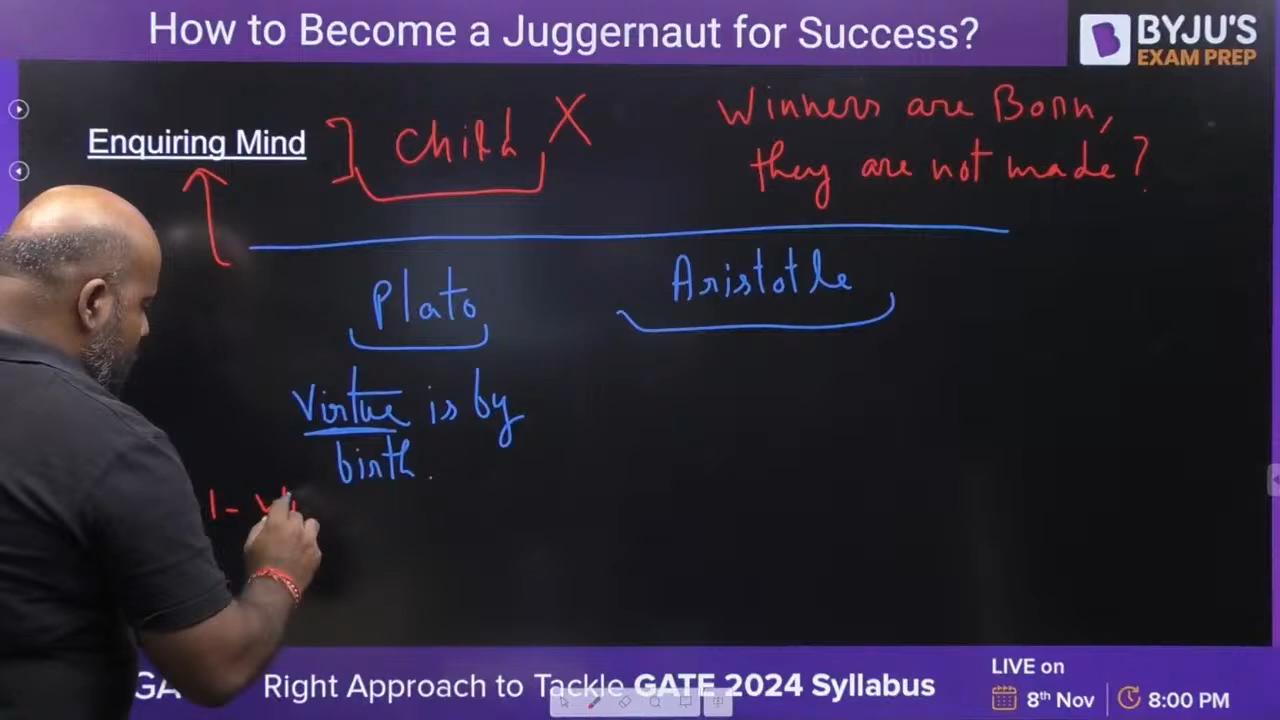 How to Become a Juggernaut for Success?
BYJU'S
EXAM PREP
Enquiring Mind
Child X
Winners are Born,
they are not made?
Plato
Aristotle
Virtue is by
birth.
1-
Right Approach to Tackle GATE 2024 Syllabus
LIVE on
8th Nov
8:00 PM